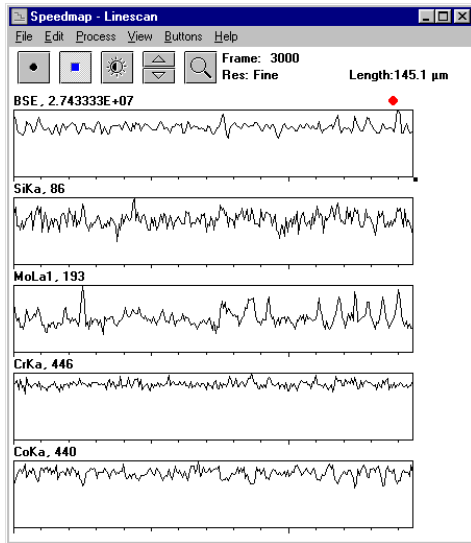 Speedmap - Linescan
File Edit Process View Buttons Help
Frame: 3000
Res: Fine Length:145.1 µm
BSE, 2.743333E+07
SiKa, 86
MoLa1, 193
CrKa, 446
CoKa, 440